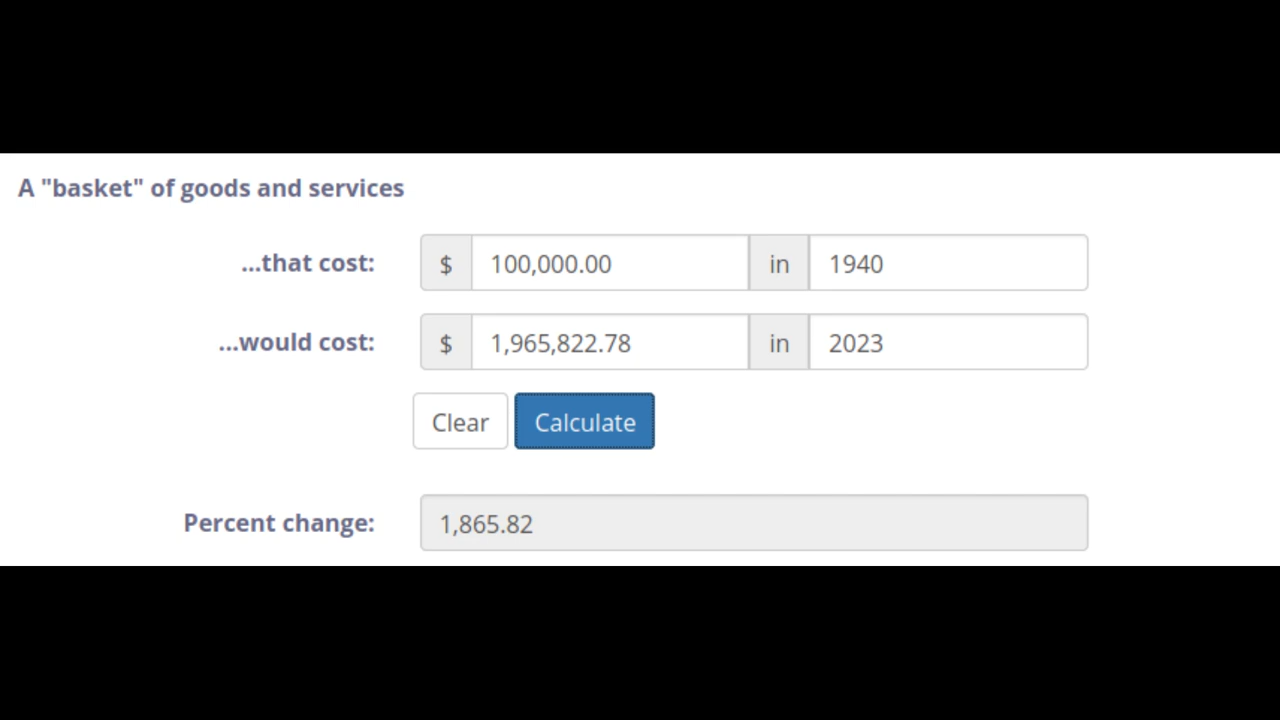 A "basket" of goods and services
...that cost: $ 100,000.00 in 1940
...would cost: $ 1,965,822.78 in 2023
Clear Calculate
Percent change: 1,865.82